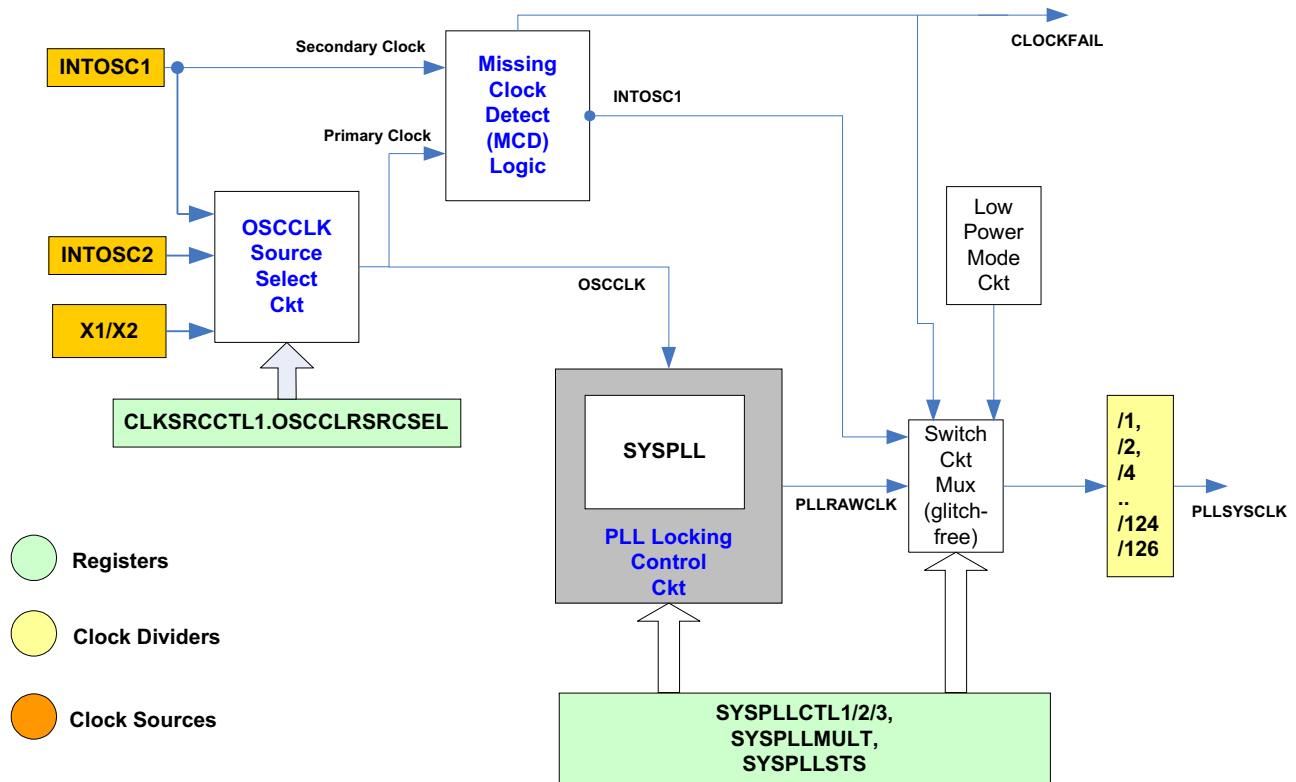 CLOCKFAIL
Secondary Clock
INTOSC1
Missing
Clock
Detect
(MCD)
Logic
INTOSC1
Primary Clock
OSCCLK
Source
Select
Ckt
INTOSC2
X1/X2
OSCCLK
Low
Power
Mode
Ckt
CLKSRCCTL1.OSCCLRSRCSEL
SYSPLL
PLL Locking
Control
Ckt
PLLRAWCLK
Switch
Ckt
Mux
(glitch-
free)
/1,
/2,
/4
..
/124
/126
PLLSYSCLK
Registers
Clock Dividers
Clock Sources
SYSPLLCTL1/2/3,
SYSPLLMULT,
SYSPLLSTS